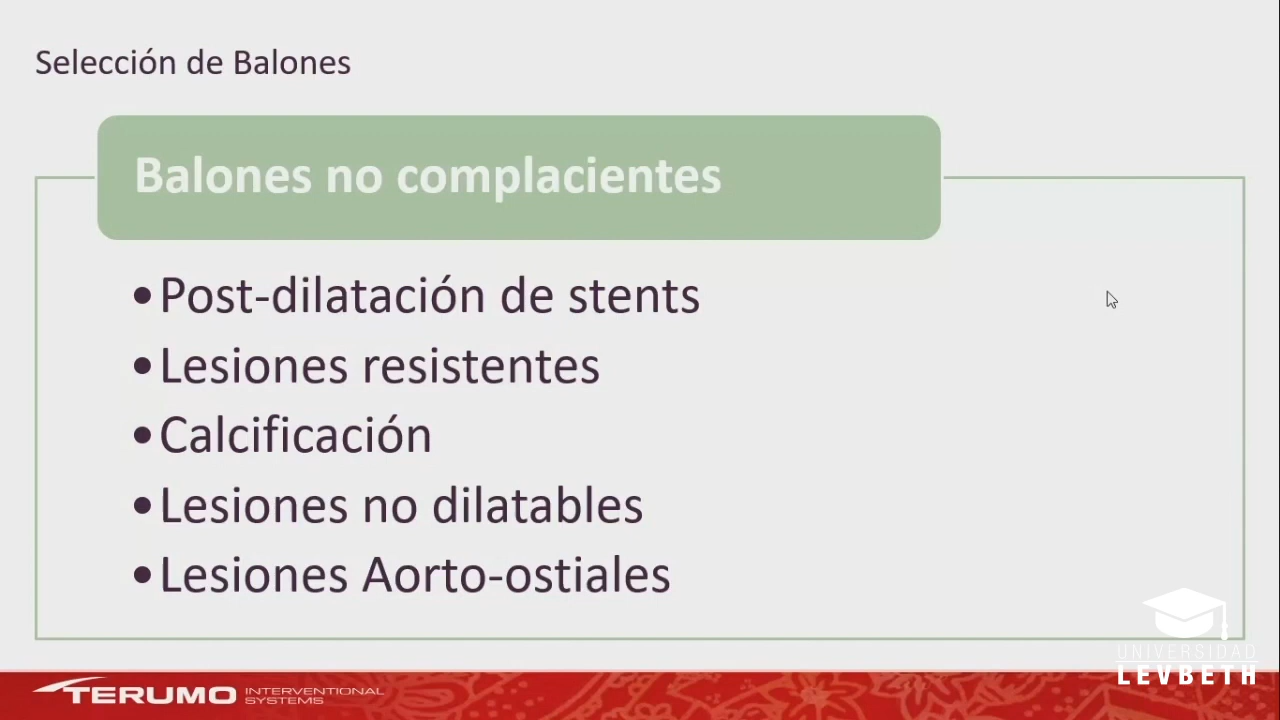 Selección de Balones
Balones no complacientes
•Post-dilatación de stents
•Lesiones resistentes
•Calcificación
•Lesiones no dilatables
•Lesiones Aorto-ostiales
UNIVERSIDAD
LEVBETH
TERUMO INTERVENTIONAL
SYSTEMS